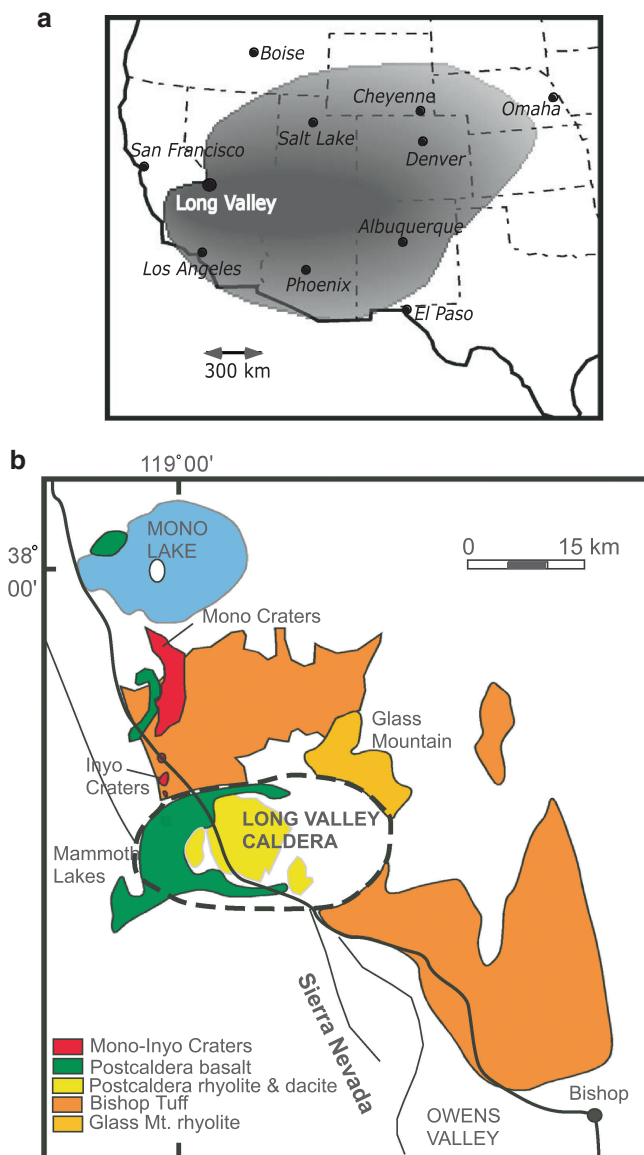 a
Boise
Cheyenne
Omaha
Salt Lake
San Francisco
Denver
Long Valley
Albuquerque
Los Angeles
Phoenix
El Paso
300 km
b
119°00'
MONO
LAKE
38°
00'
0 15 km
Mono Craters
Glass
Mountain
Inyo
Craters
LONG VALLEY
CALDERA
Mammoth
Lakes
Sierra Nevada
Mono-Inyo Craters
Postcaldera basalt
Postcaldera rhyolite & dacite
Bishop Tuff
Glass Mt. rhyolite
Bishop
OWENS
VALLEY